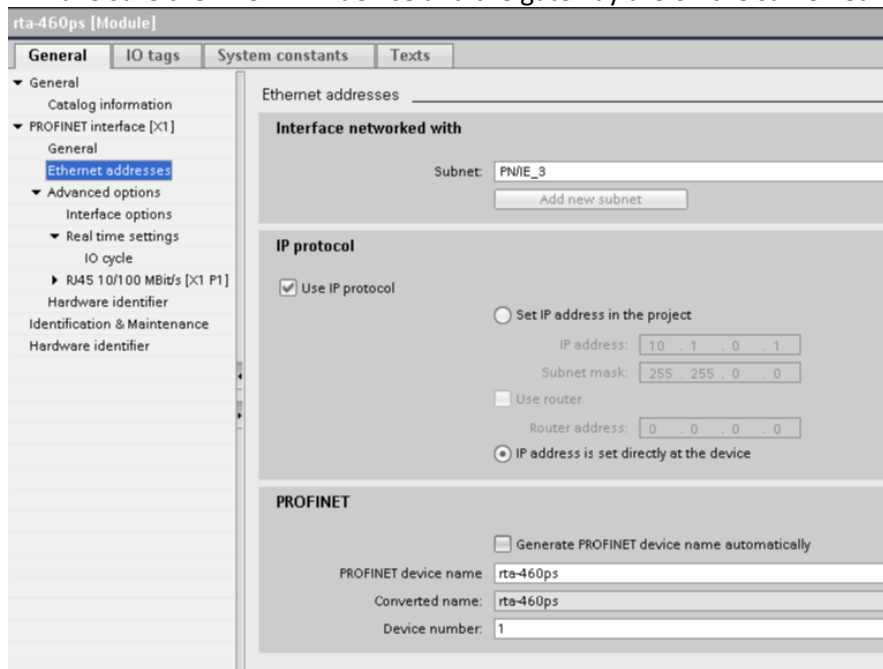 rta-460ps [Module]
General IO tags System constants Texts
General
Catalog information
PROFINET interface [X1]
General
Ethernet addresses
Advanced options
Interface options
Real time settings
IO cycle
RJ45 10/100 MBit/s [X1 P1]
Hardware identifier
Identification & Maintenance
Hardware identifier
Ethernet addresses
Interface networked with
Subnet: PN/IE_3
Add new subnet
IP protocol
Use IP protocol
Set IP address in the project
IP address: 10 . 1 . 0 . 1
Subnet mask: 255 . 255 . 0 . 0
Use router
Router address: 0 . 0 . 0 . 0
IP address is set directly at the device
PROFINET
Generate PROFINET device name automatically
PROFINET device name rta-460ps
Converted name: rta-460ps
Device number: 1